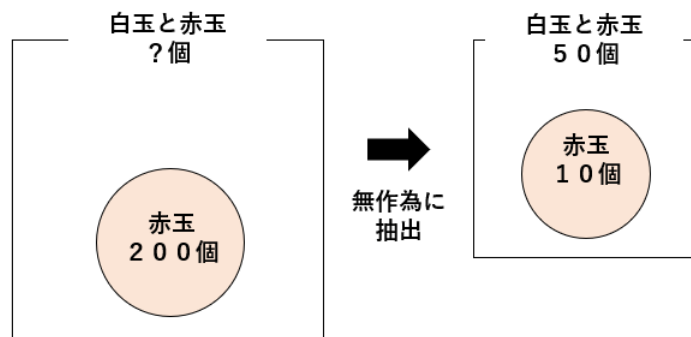 白玉と赤玉
？個
赤玉
２００個
無作為に
抽出
白玉と赤玉
５０個
赤玉
１０個